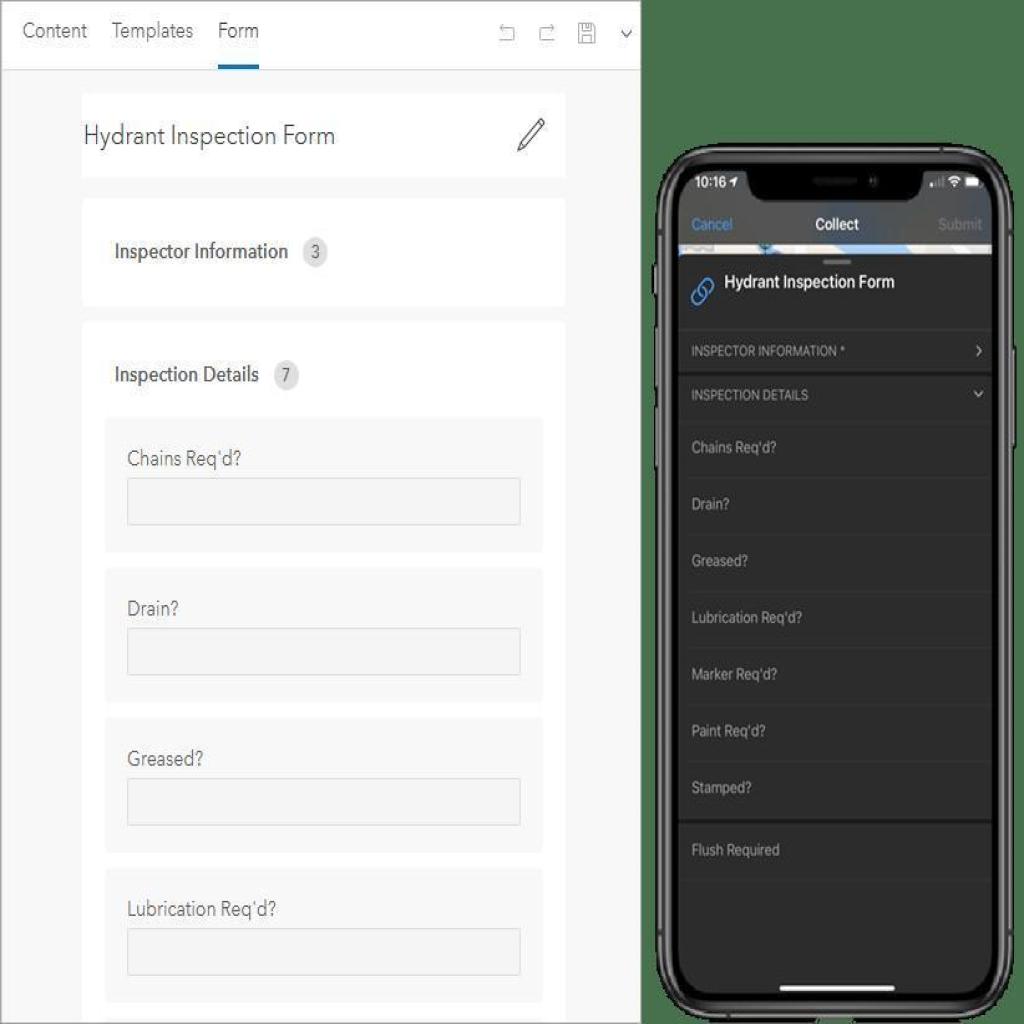 Content Templates Form
Hydrant Inspection Form
Inspector Information 3
Inspection Details 7
Chains Req'd?
Drain?
Greased?
Lubrication Req'd?
10:16
Cancel Collect Submit
Hydrant Inspection Form
INSPECTOR INFORMATION *
INSPECTION DETAILS
Chains Req'd?
Drain?
Greased?
Lubrication Req'd?
Marker Req'd?
Paint Req'd?
Stamped?
Flush Required